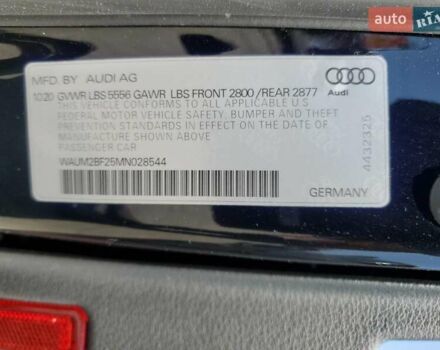 AUTO RIA
MFD. BY AUDI AG
10.20 GVWR LBS 5556 GAWR LBS FRONT 2800 /REAR 2877
THIS VEHICLE CONFORMS TO ALL APPLICABLE U S
FEDERAL MOTOR VEHICLE SAFETY, BUMPER AND THEFT
PREVENTION STANDARDS IN EFFECT ON THE DATE OF
MANUFACTURE SHOWN ABOVE
PASSENGER CAR
WAUM2BF25MN028544
Audi
4432325
GERMANY